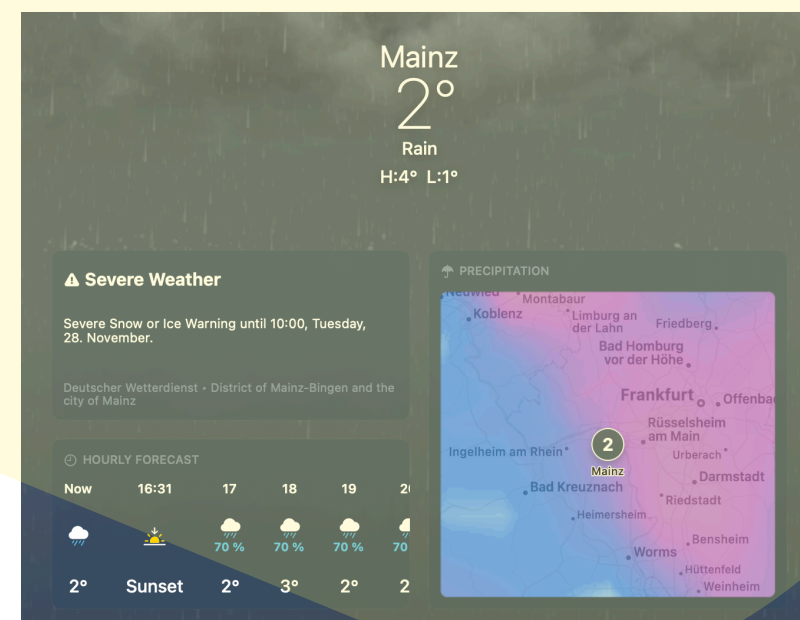 Mainz
2°
Rain
H:4° L:1°
Severe Weather
Severe Snow or Ice Warning until 10:00, Tuesday,
28. November.
Deutscher Wetterdienst • District of Mainz-Bingen and the
city of Mainz
HOURLY FORECAST
Now 16:31 17 18 19
70 % 70 % 70 % 70
2° Sunset 2° 3° 2° 2
PRECIPITATION
Neuwied
Montabaur
Koblenz
Limburg an
der Lahn
Friedberg
Bad Homburg
vor der Höhe
Frankfurt
Offenba
Rüsselsheim
am Main
2
Ingelheim am Rhein
Urberach
Mainz
Darmstadt
Bad Kreuznach
Riedstadt
Heimersheim
Bensheim
Worms
Hüttenfeld
Weinheim